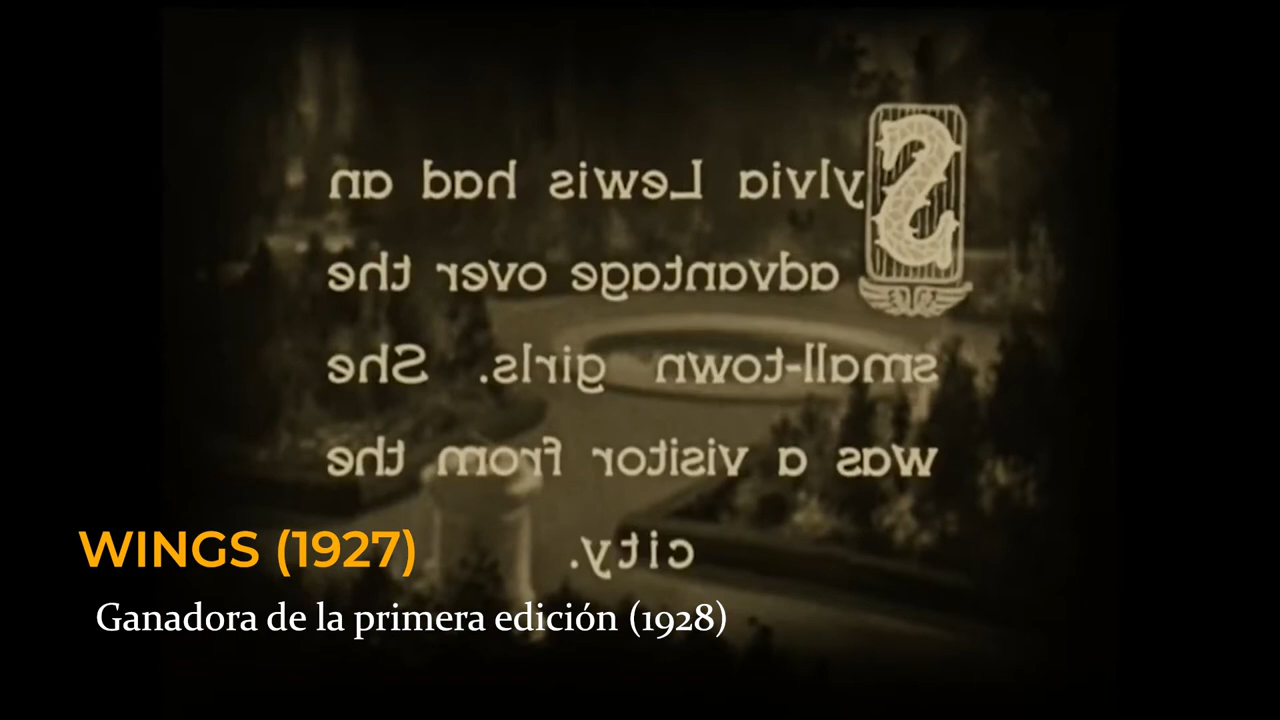 Sylvia Lewis had an
advantage over the
small-town girls. She
was a visitor from the
city.
WINGS (1927)
Ganadora de la primera edición (1928)